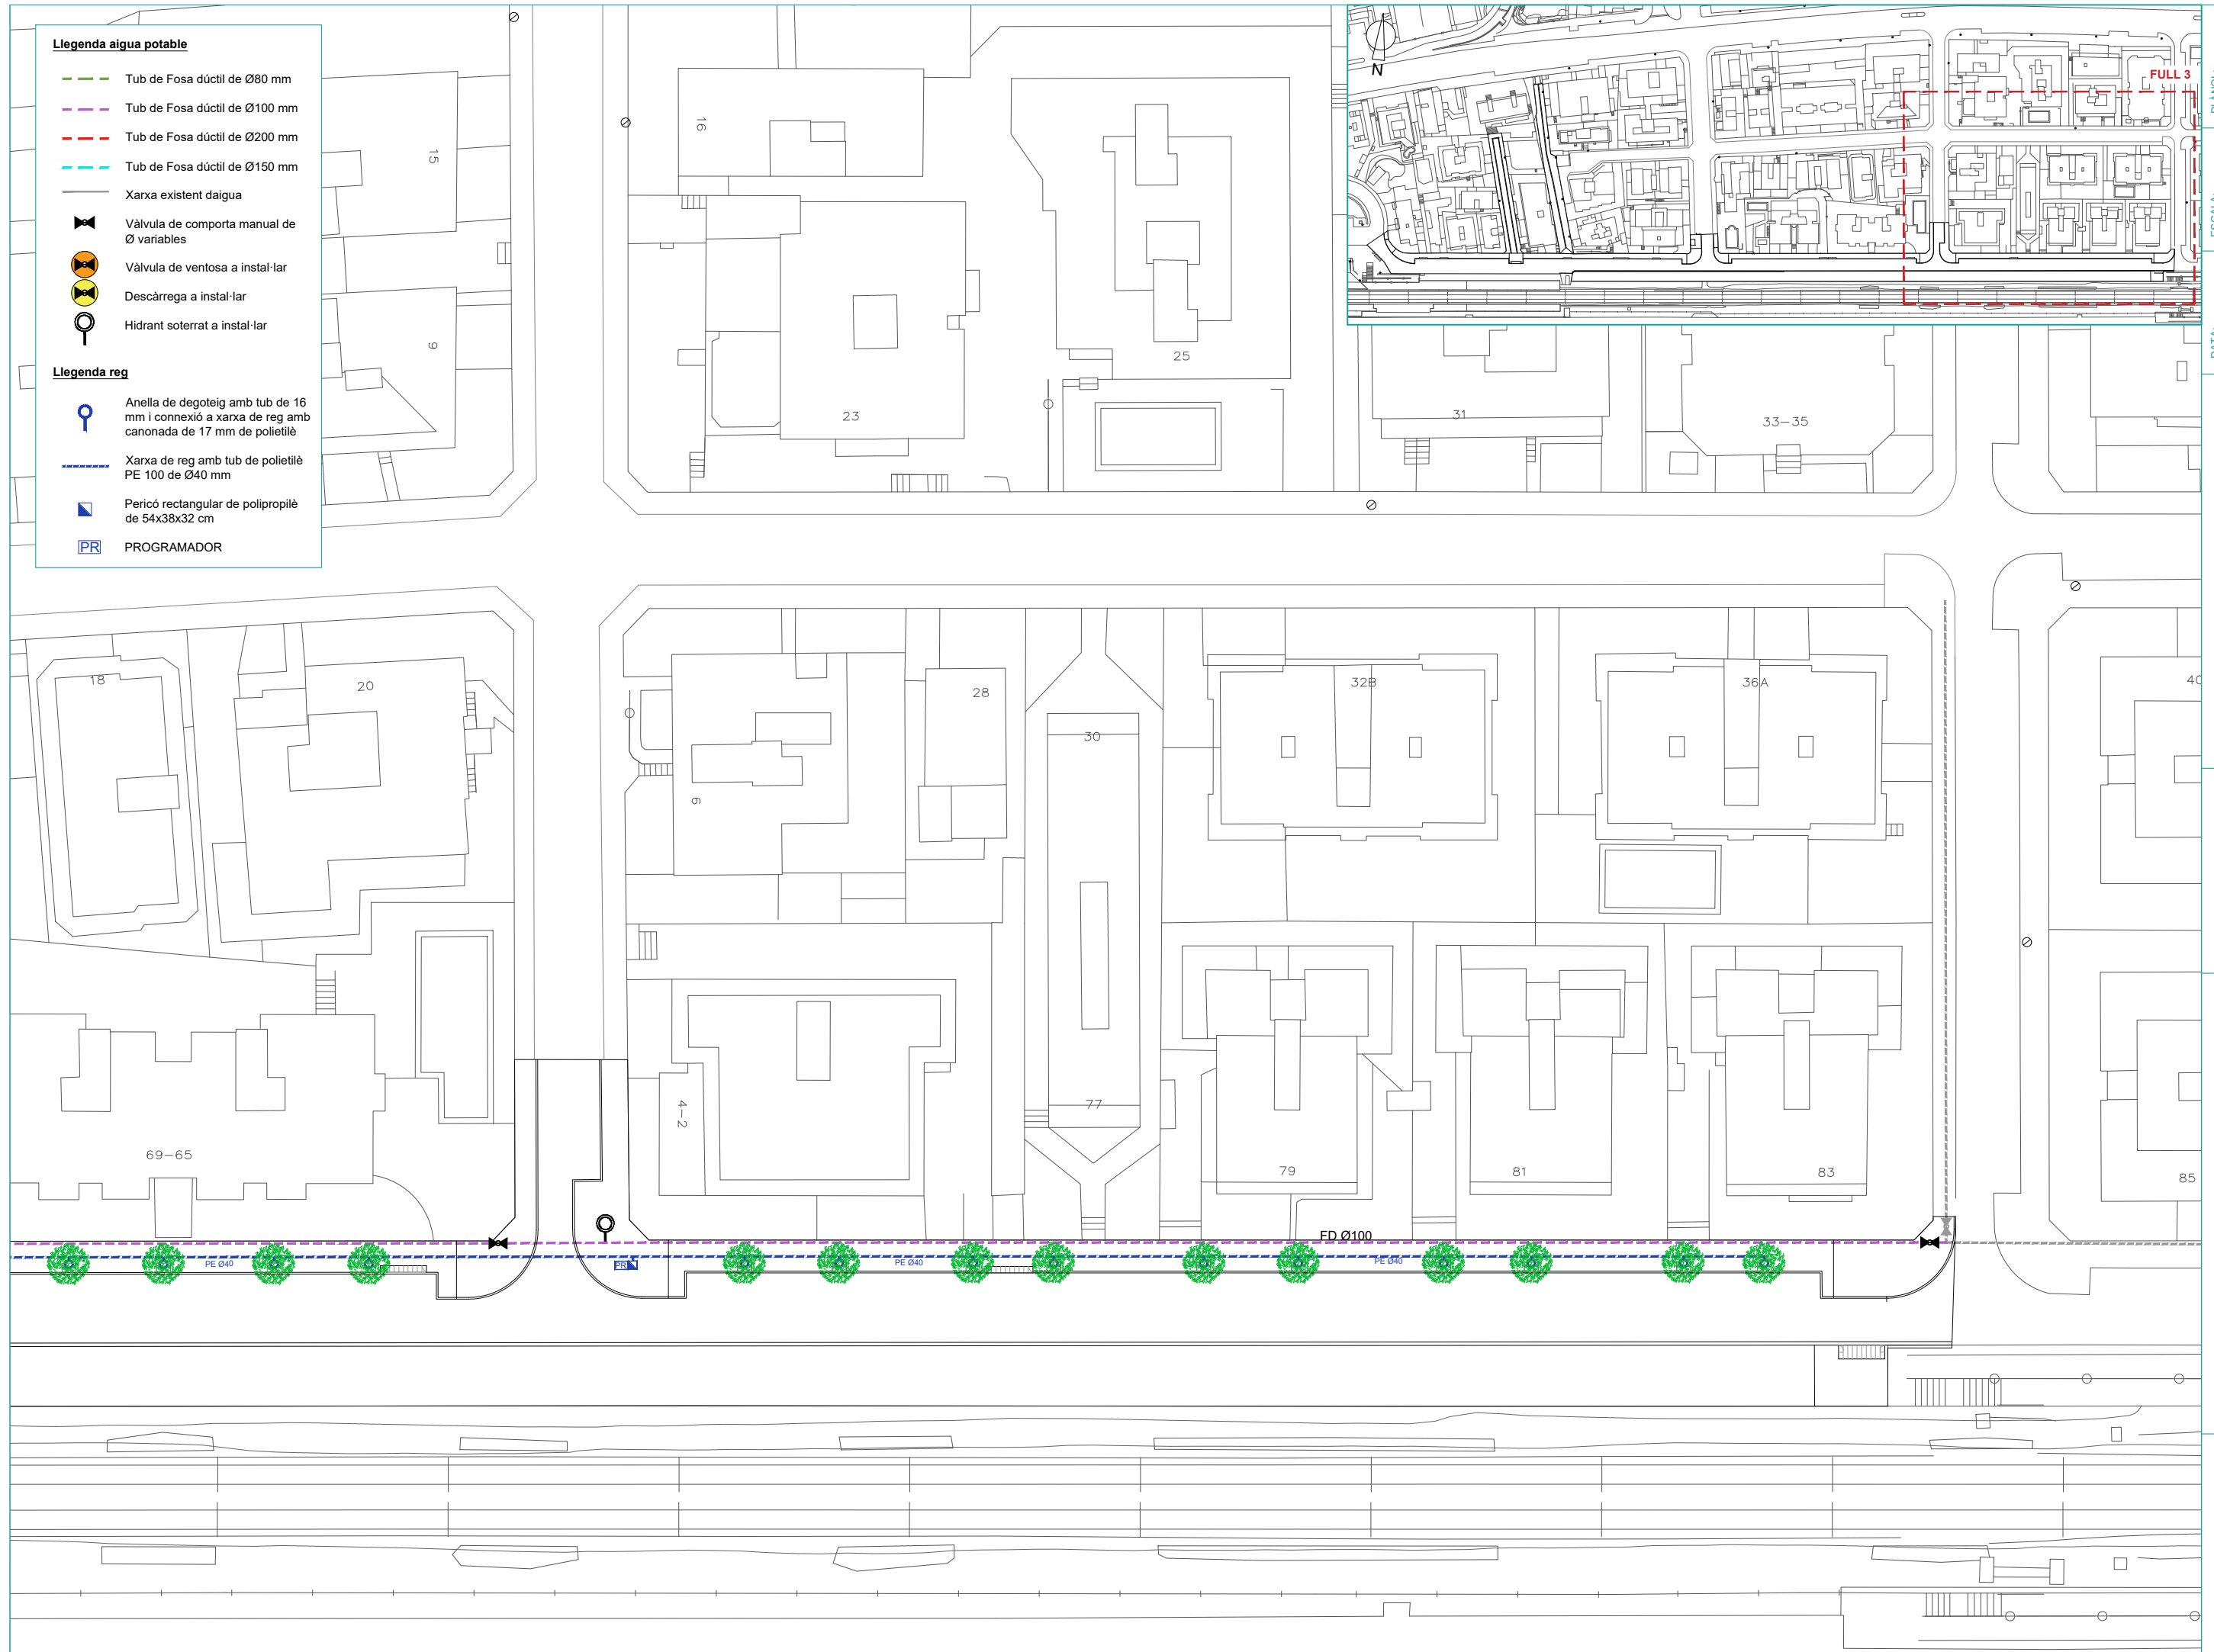 Llegenda aigua potable
Tub de Fosa dúctil de Ø80 mm
Tub de Fosa dúctil de Ø100 mm
Tub de Fosa dúctil de Ø200 mm
Tub de Fosa dúctil de Ø150 mm
Xarxa existent daigua
Vàlvula de comporta manual de
Ø variables
Vàlvula de ventosa a instal·lar
Descàrrega a instal·lar
Hidrant soterrat a instal·lar
Llegenda reg
Anella de degoteig amb tub de 16
mm i connexió a xarxa de reg amb
canonada de 17 mm de polietilè
Xarxa de reg amb tub de polietilè
PE 100 de Ø40 mm
Pericó rectangular de polipropilè
de 54x38x32 cm
PR PROGRAMADOR
N
FULL 3
15
9
16
23
25
31
33-35
18
20
6
28
30
32B
36A
40
69-65
4-2
77
79
81
83
85
FD Ø100
PE Ø40
PR
PE Ø40
PE Ø40